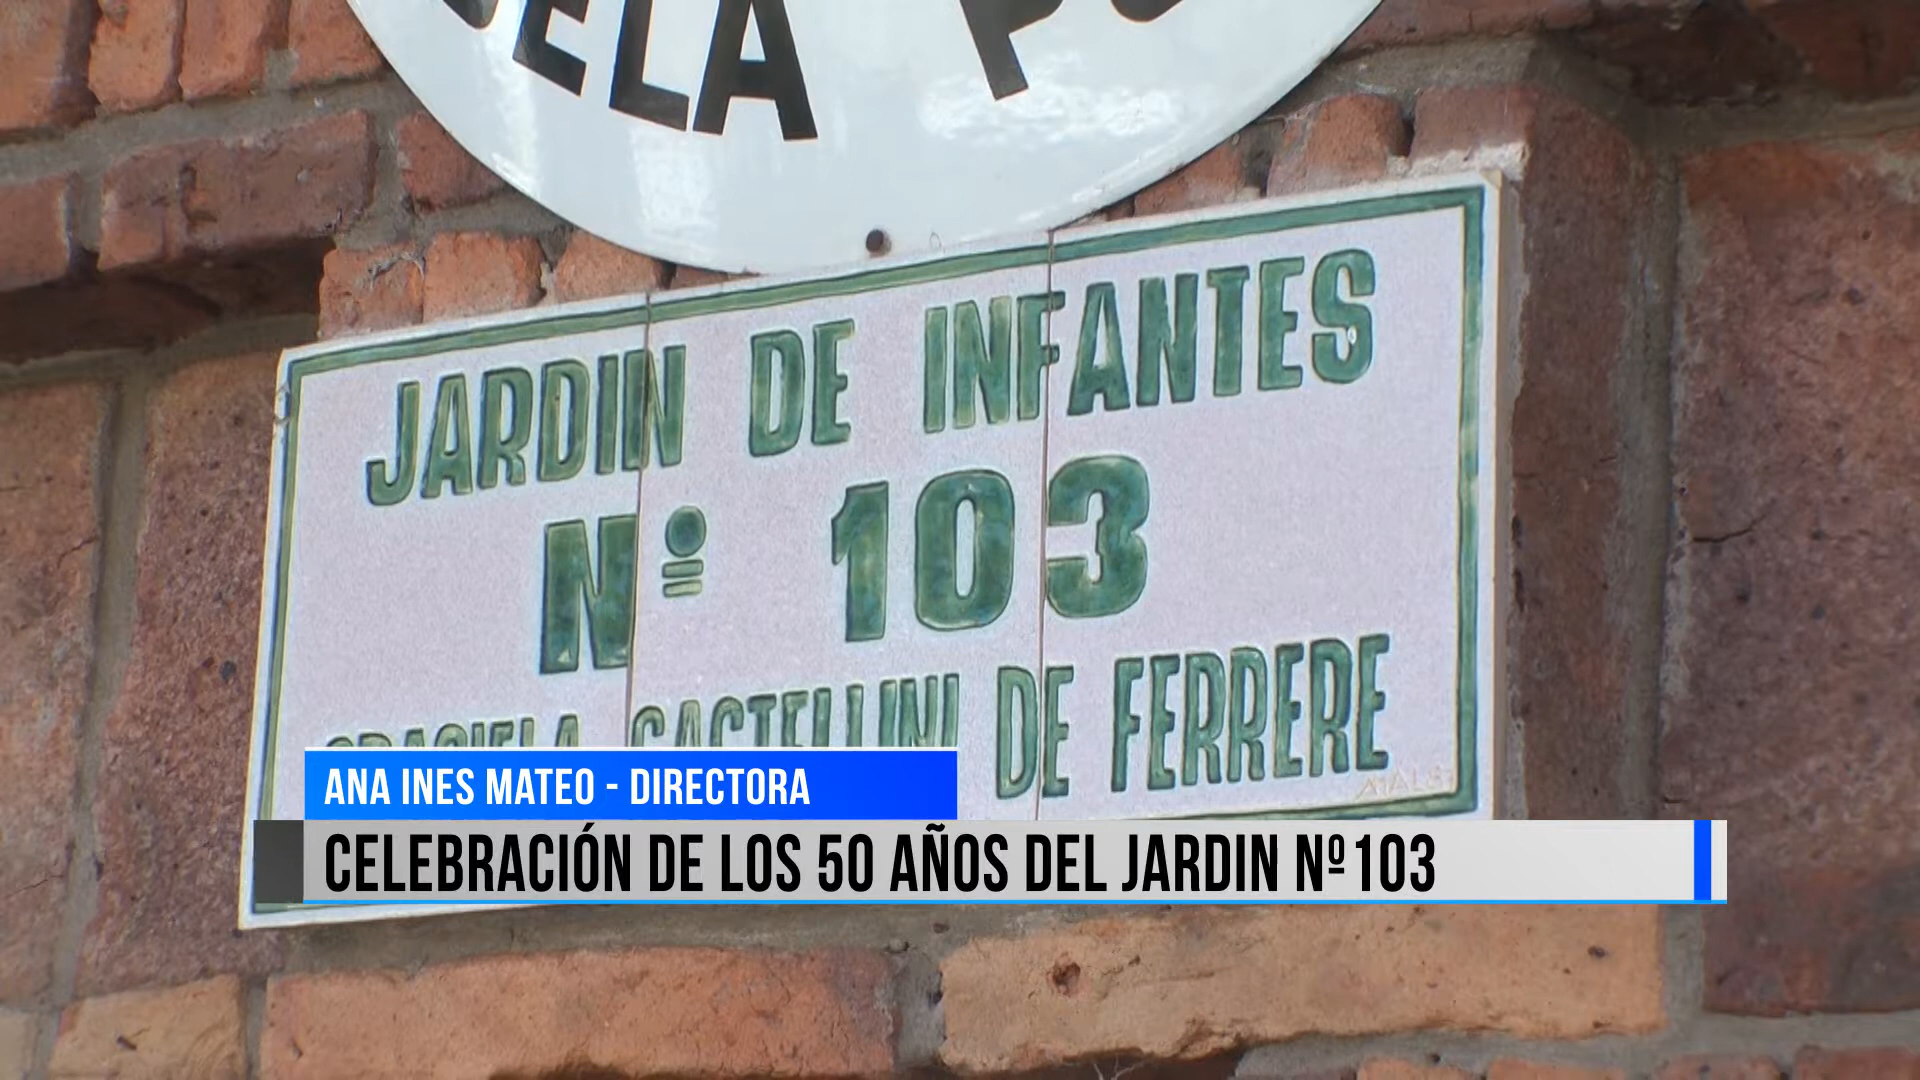 JARDIN DE INFANTES
Nº 103
GRACIELA CASTELLINI DE FERRERE
ANA INES MATEO - DIRECTORA
CELEBRACIÓN DE LOS 50 AÑOS DEL JARDIN Nº103